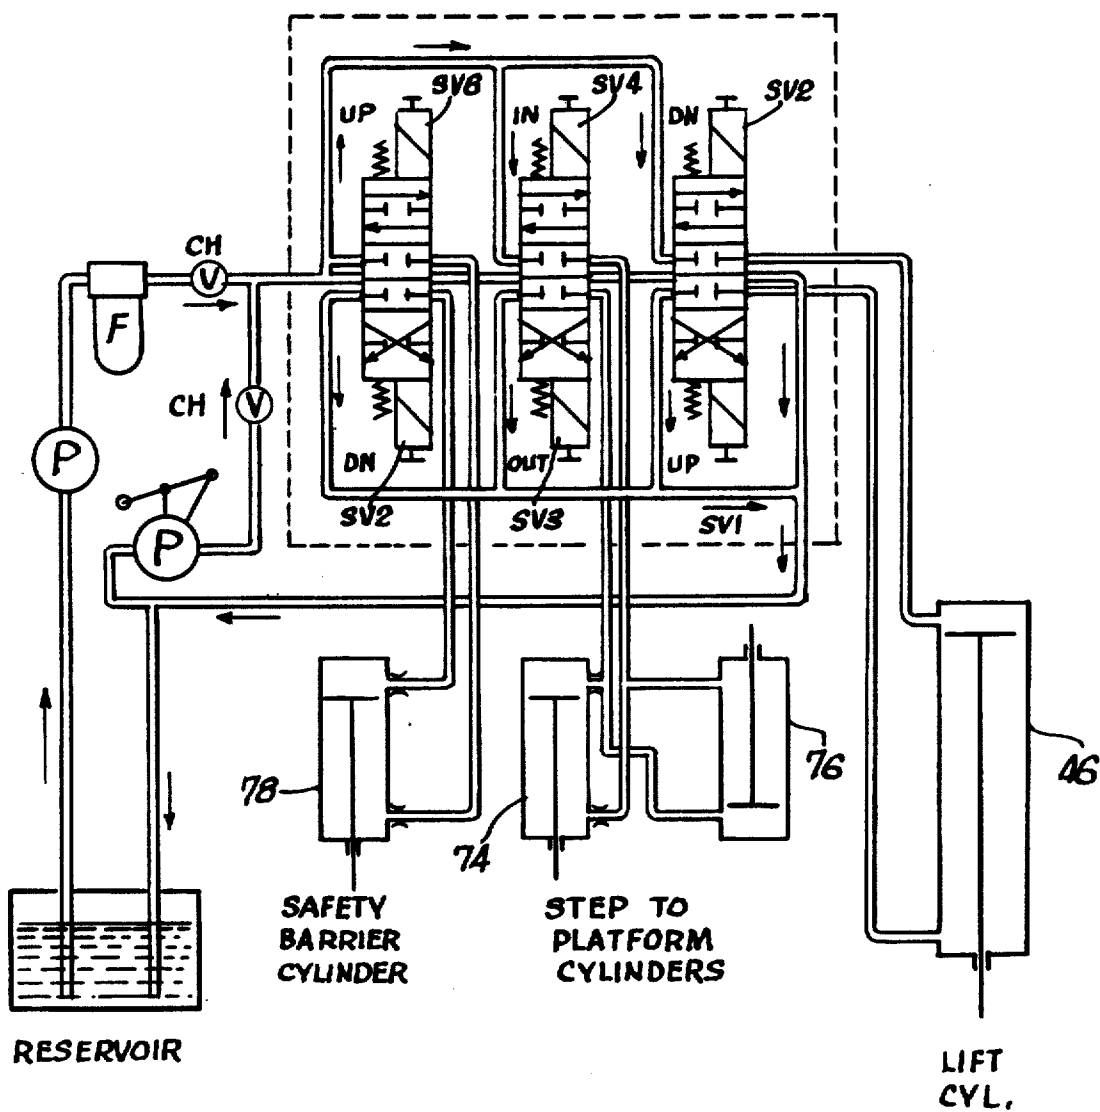 SV6
SV4
SV2
UP
IN
DN
CH
V
F
CH
V
P
P
DN
OUT
UP
SV2
SV3
SV1
78
74
76
46
SAFETY
BARRIER
CYLINDER
STEP TO
PLATFORM
CYLINDERS
RESERVOIR
LIFT
CYL.